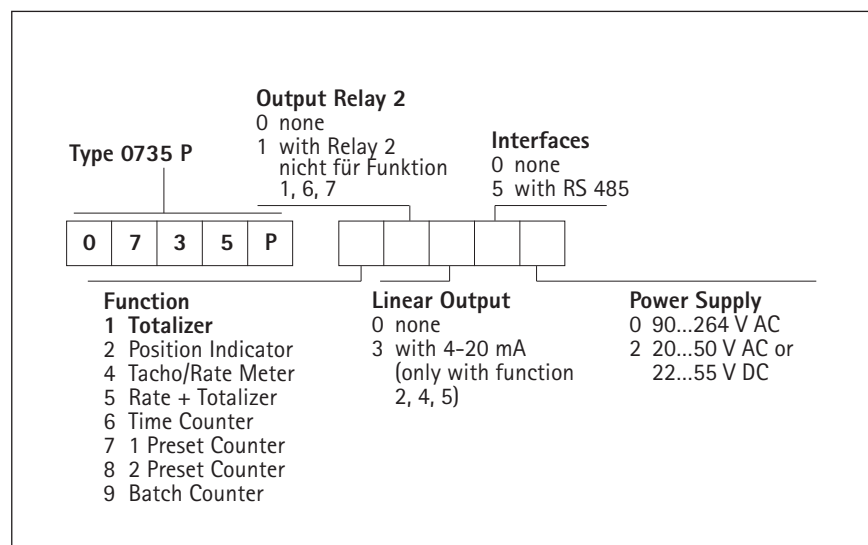 Output Relay 2
0 none
1 with Relay 2
nicht für Funktion
1, 6, 7
Interfaces
0 none
5 with RS 485
Type 0735 P
0 7 3 5 P
Function
1 Totalizer
2 Position Indicator
4 Tacho/Rate Meter
5 Rate + Totalizer
6 Time Counter
7 1 Preset Counter
8 2 Preset Counter
9 Batch Counter
Linear Output
0 none
3 with 4-20 mA
(only with function
2, 4, 5)
Power Supply
0 90...264 V AC
2 20...50 V AC or
22...55 V DC